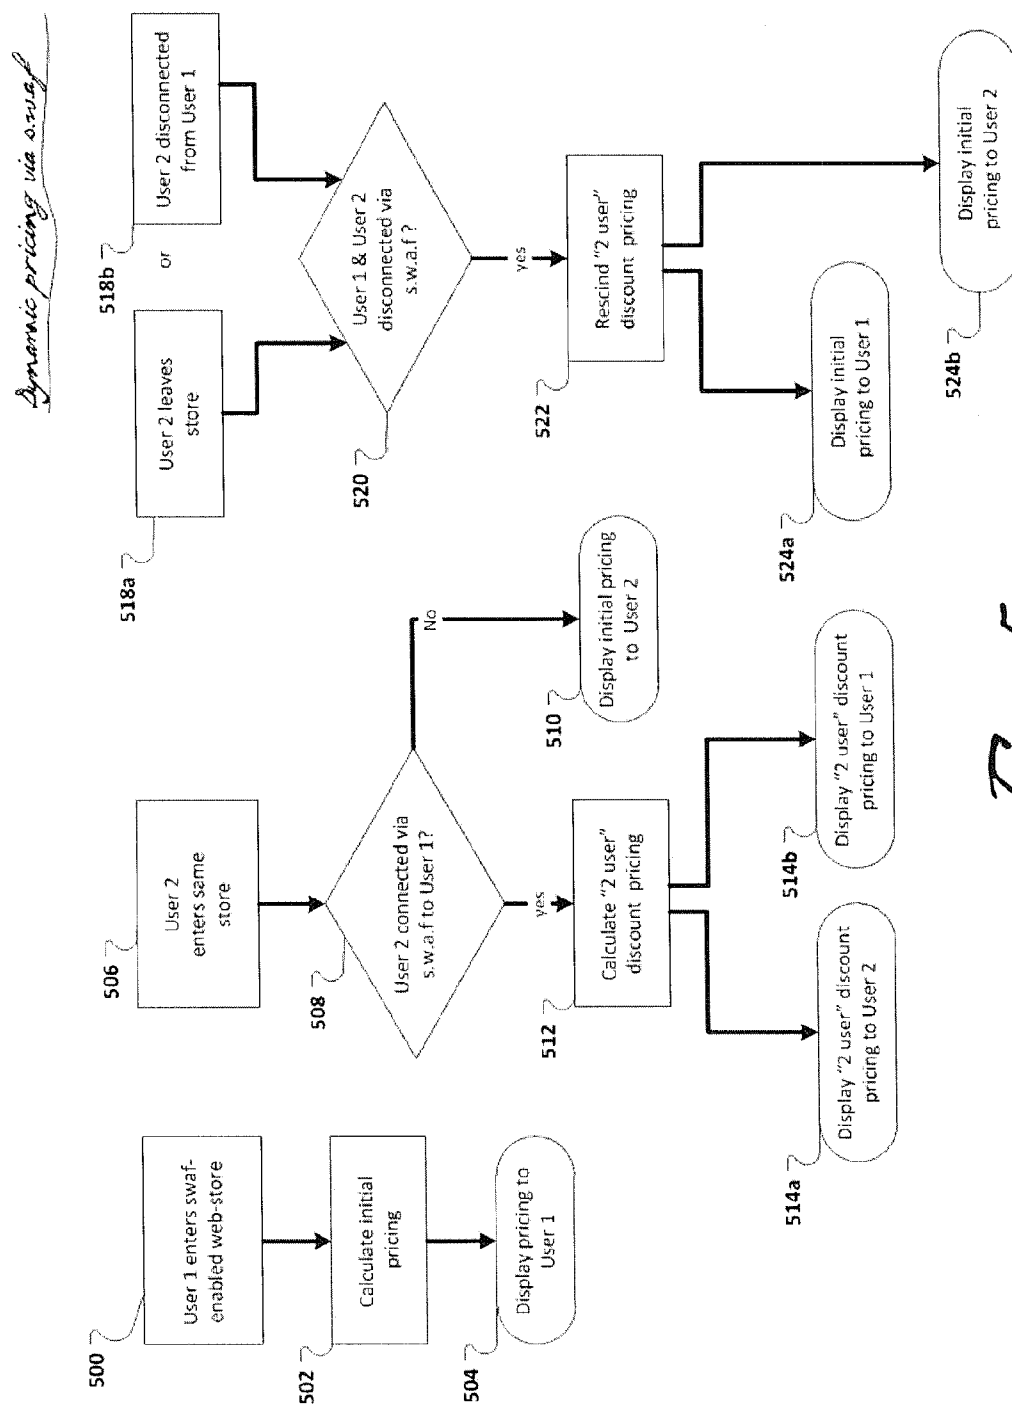 Dynamic pricing via s.w.a.f
500
User 1 enters swaf-
enabled web-store
502
Calculate initial
pricing
504
Display pricing to
User 1
506
User 2
enters same
store
508
User 2 connected via
s.w.a.f to User 1?
No
510
Display initial pricing
to User 2
yes
512
Calculate "2 user"
discount pricing
514a
Display "2 user" discount
pricing to User 2
514b
Display "2 user" discount
pricing to User 1
518a
User 2 leaves
store
or
518b
User 2 disconnected
from User 1
520
User 1 & User 2
disconnected via
s.w.a.f ?
yes
522
Rescind "2 user"
discount pricing
524a
Display initial
pricing to User 1
524b
Display initial
pricing to User 2